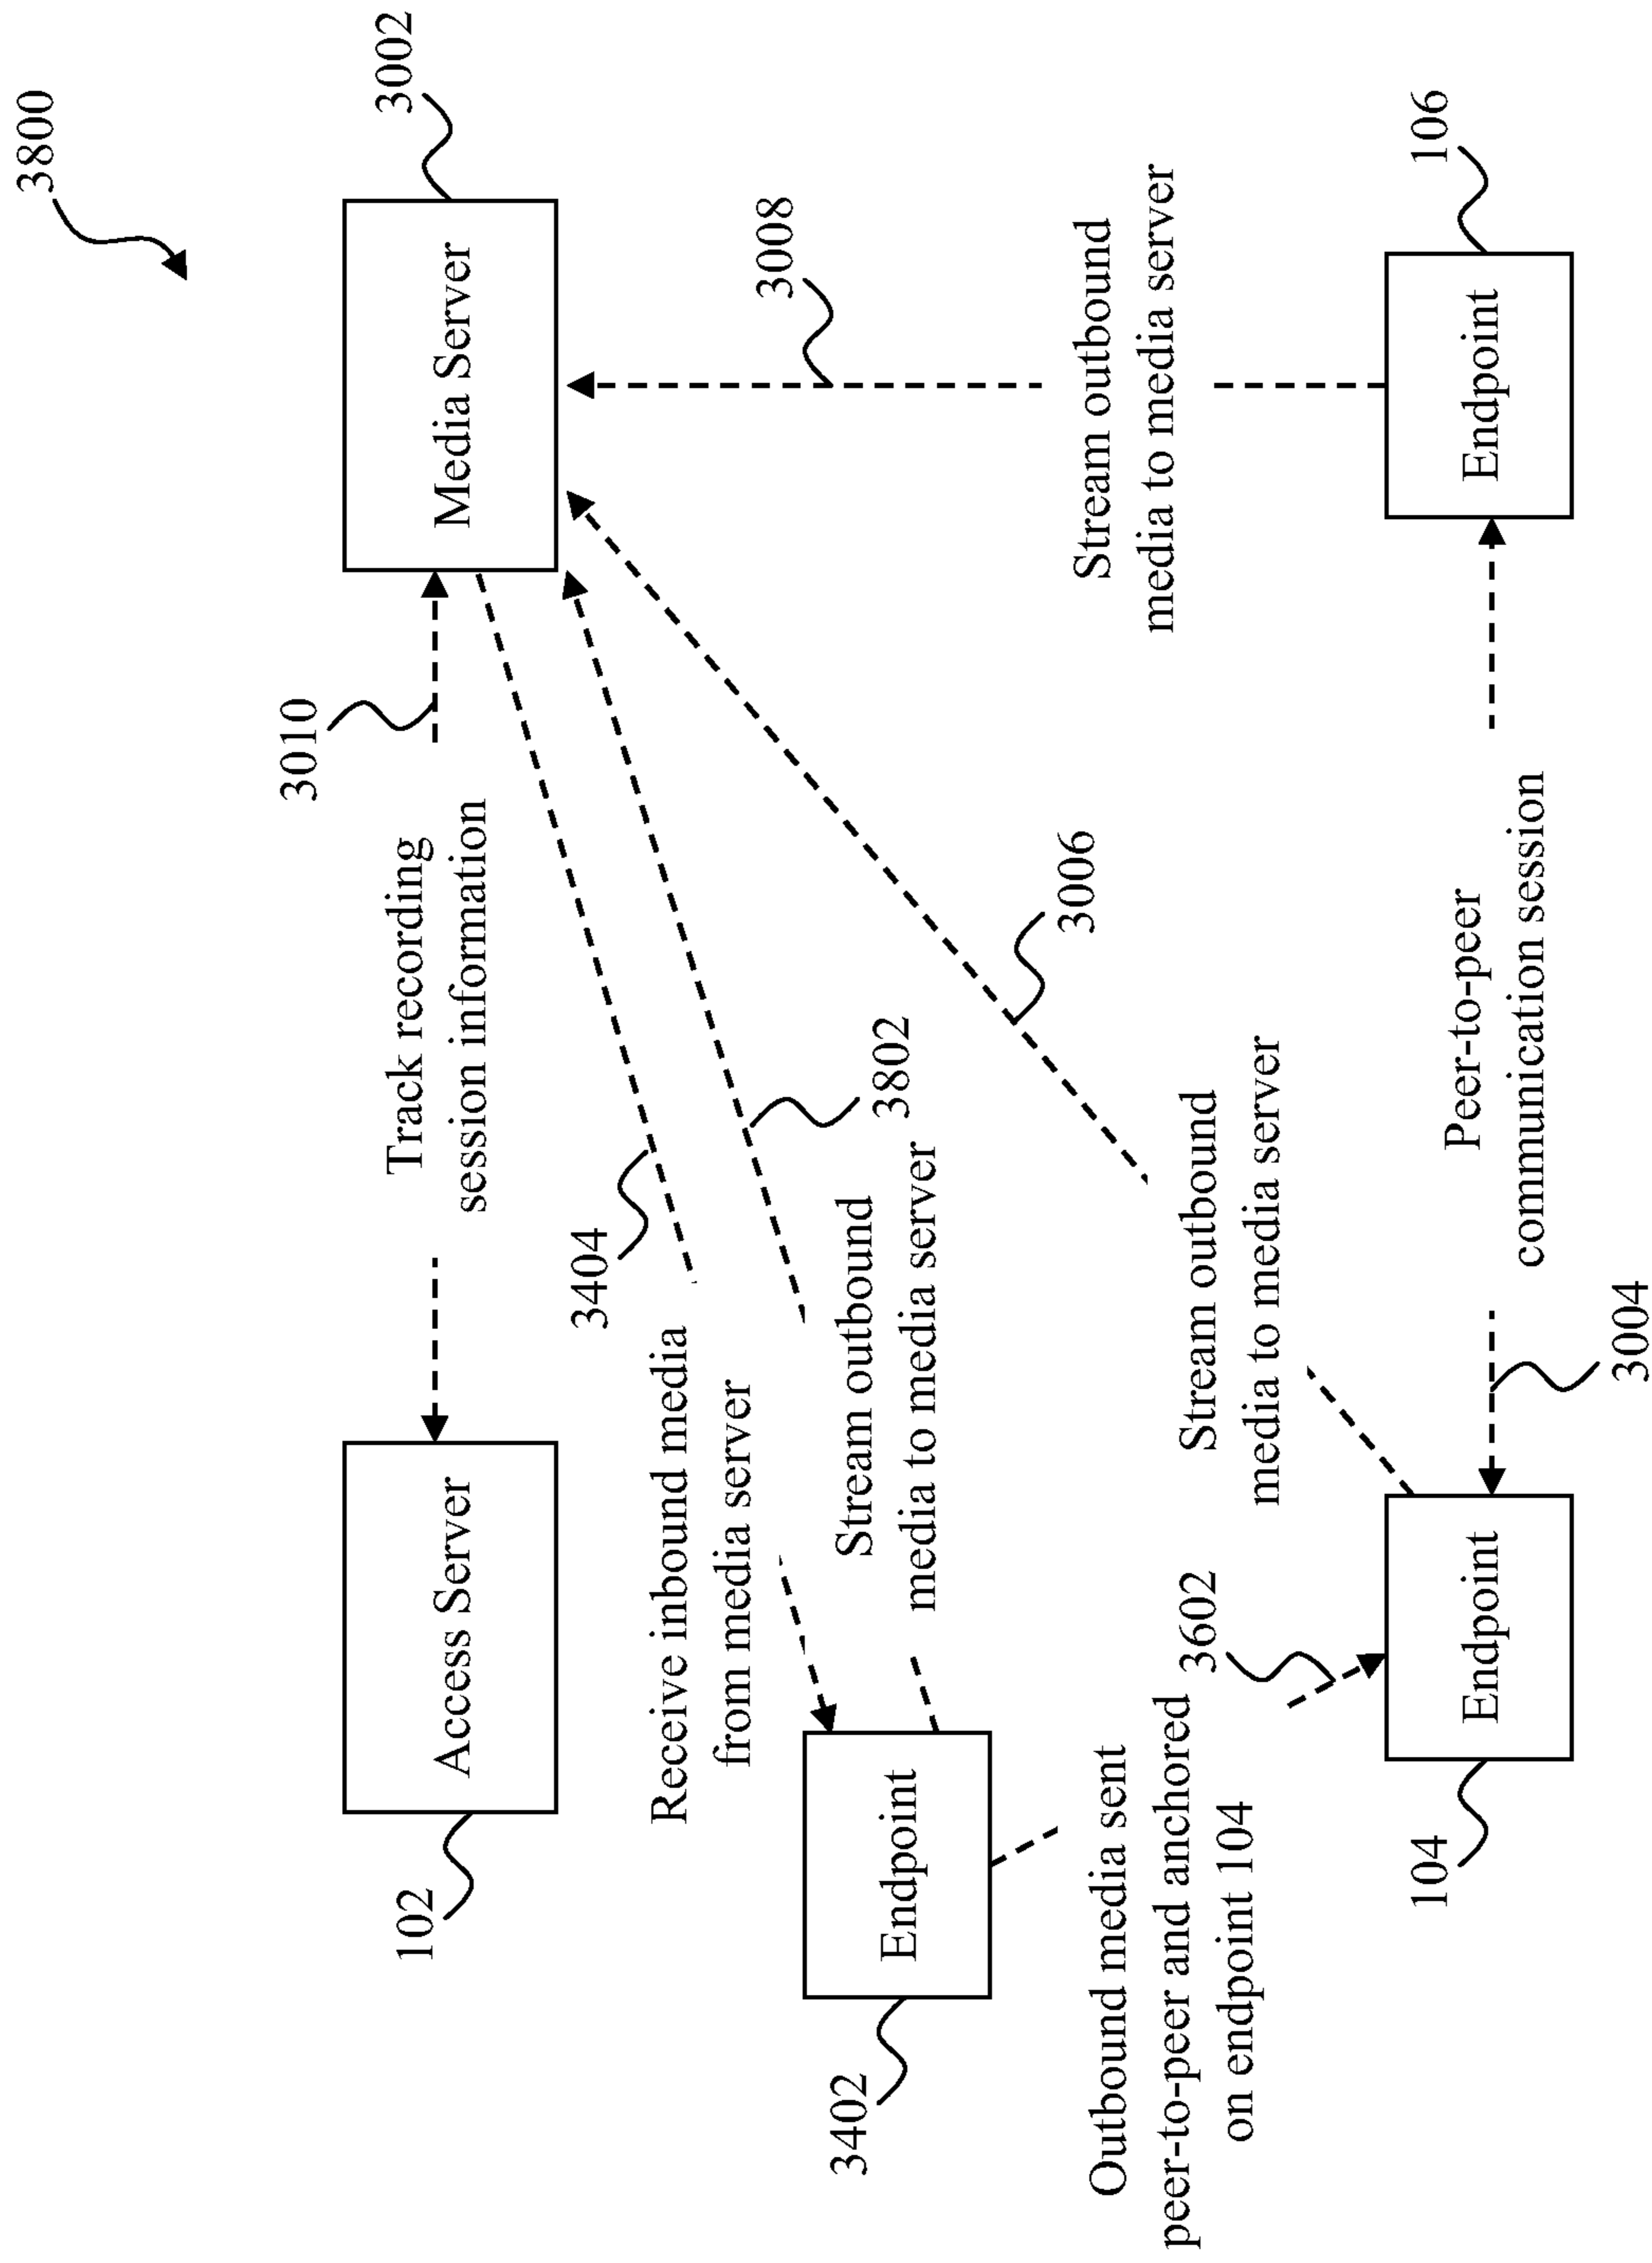 3800
102
Access Server
Track recording
session information
3010
Media Server
3002
3404
Receive inbound media
from media server
3802
Stream outbound
media to media server
3402
Endpoint
3008
Stream outbound
media to media server
3006
Stream outbound
media to media server
Outbound media sent
peer-to-peer and anchored
on endpoint 104
3602
104
Endpoint
3004
Peer-to-peer
communication session
Endpoint
106